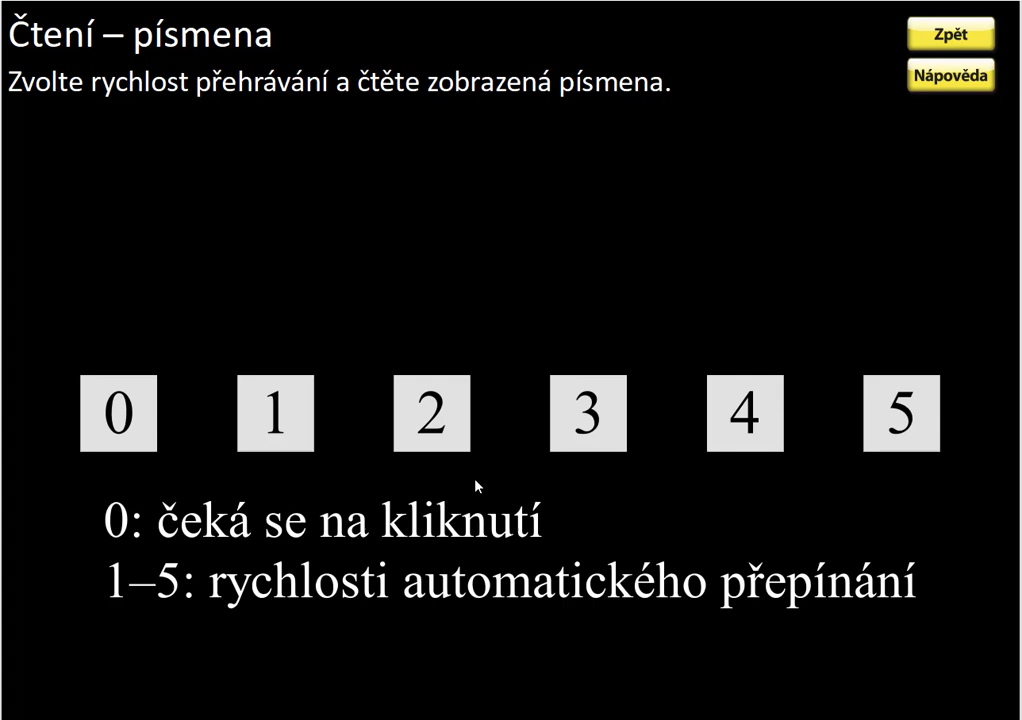 Čtení – písmena
Zpět
Zvolte rychlost přehrávání a čtěte zobrazená písmena.
Nápověda
0 1 2 3 4 5
0: čeká se na kliknutí
1–5: rychlosti automatického přepínání